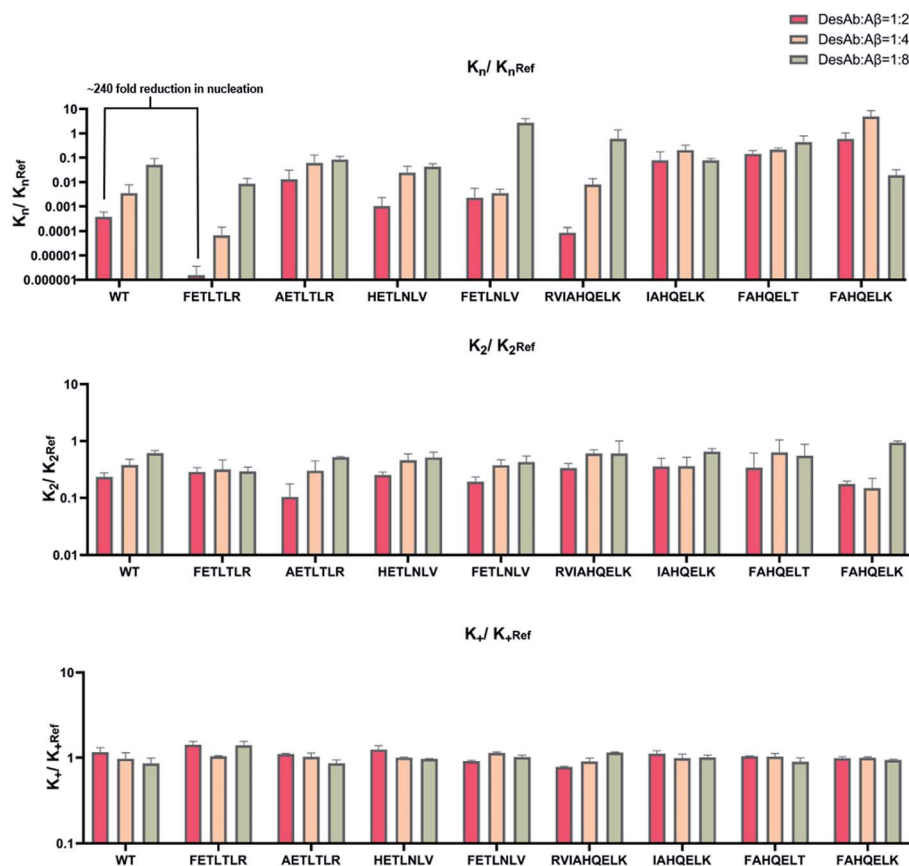 DesAb:Aβ=1:2
DesAb:Aβ=1:4
DesAb:Aβ=1:8
Kn/ KnRef
~240 fold reduction in nucleation
Kn/ KnRef
10
1
0.1
0.01
0.001
0.0001
0.00001
0.000001
WT FETLTLR AETLTLR HETLNLV FETLNLV RVIAHQELK IAHQELK FAHQELT FAHQELK
K2/ K2Ref
K2/ K2Ref
10
1
0.1
0.01
WT FETLTLR AETLTLR HETLNLV FETLNLV RVIAHQELK IAHQELK FAHQELT FAHQELK
K+/ K+Ref
K+/ K+Ref
10
1
0.1
WT FETLTLR AETLTLR HETLNLV FETLNLV RVIAHQELK IAHQELK FAHQELT FAHQELK